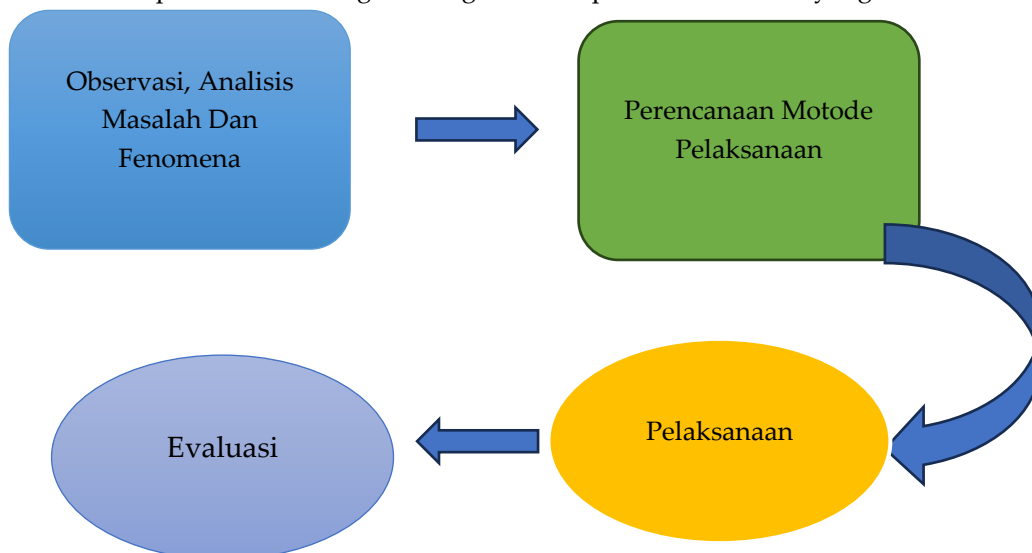 Observasi, Analisis
Masalah Dan
Fenomena
Perencanaan Motode
Pelaksanaan
Pelaksanaan
Evaluasi